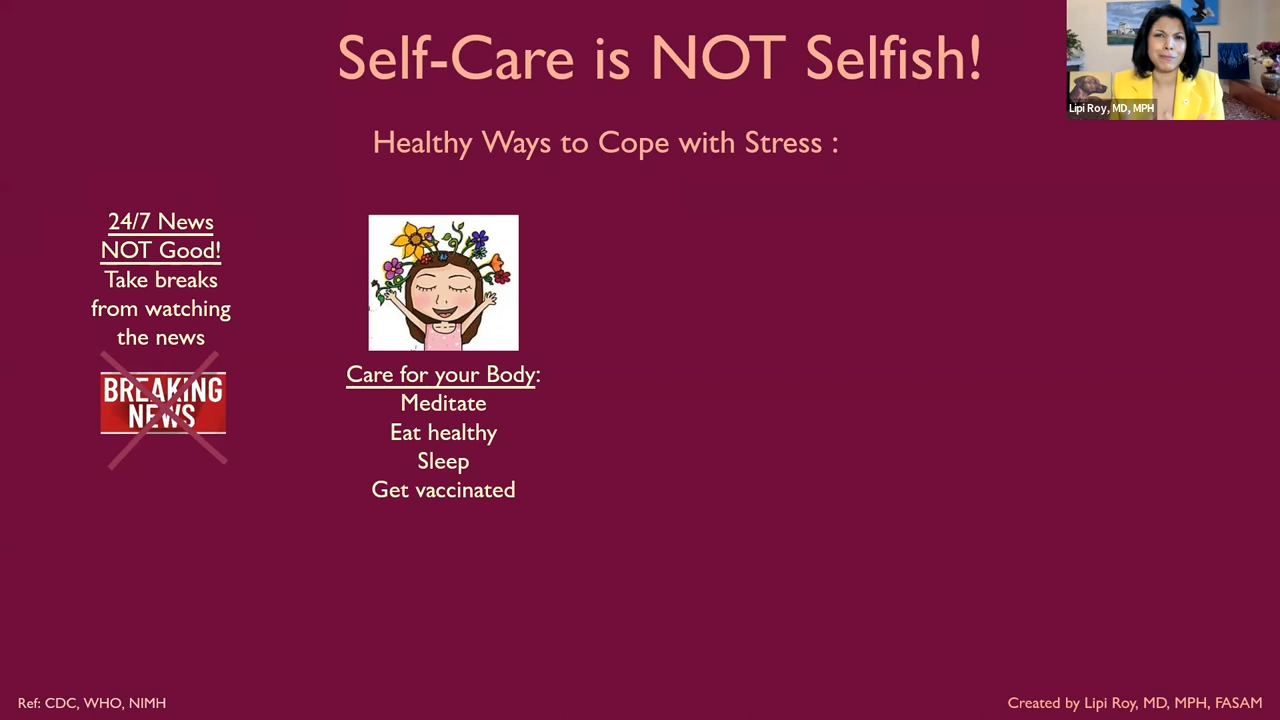 Self-Care is NOT Selfish!
Lipi Roy, MD, MPH
Healthy Ways to Cope with Stress :
24/7 News
NOT Good!
Take breaks
from watching
the news
BREAKING
NEWS
Care for your Body:
Meditate
Eat healthy
Sleep
Get vaccinated
Ref: CDC, WHO, NIMH
Created by Lipi Roy, MD, MPH, FASAM